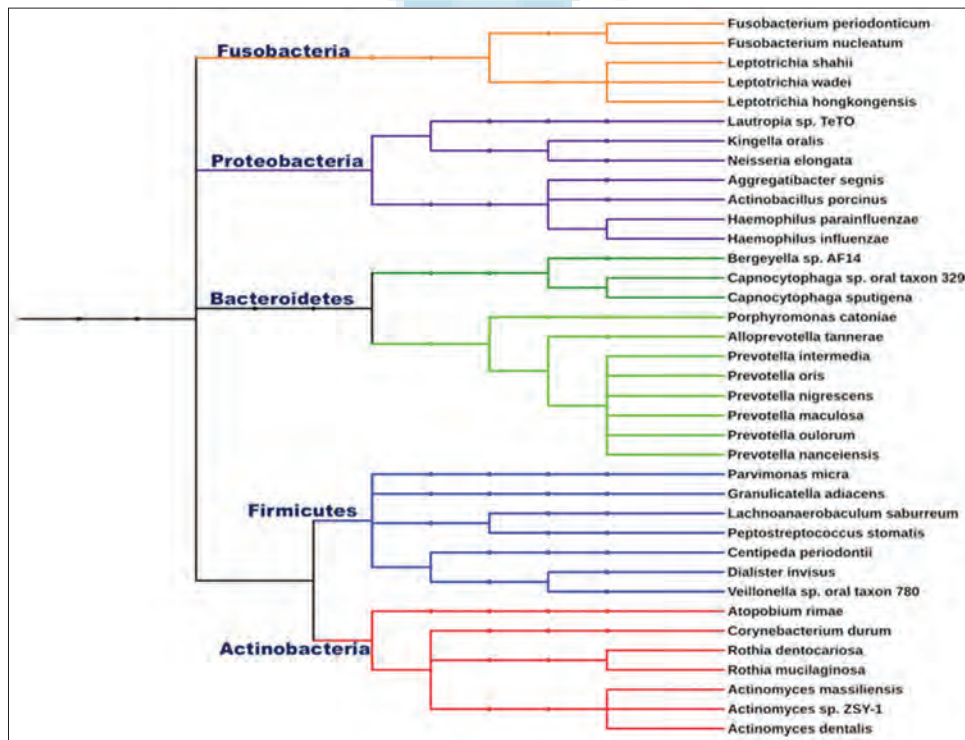 Fusobacteria
Proteobacteria
Bacteroidetes
Firmicutes
Actinobacteria
Fusobacterium periodonticum
Fusobacterium nucleatum
Leptotrichia shahii
Leptotrichia wadei
Leptotrichia hongkongensis
Lautropia sp. TeTO
Kingella oralis
Neisseria elongata
Aggregatibacter segnis
Actinobacillus porcinus
Haemophilus parainfluenzae
Haemophilus influenzae
Bergeyella sp. AF14
Capnocytophaga sp. oral taxon 329
Capnocytophaga sputigena
Porphyromonas catoniae
Alloprevotella tannerae
Prevotella intermedia
Prevotella oris
Prevotella nigrescens
Prevotella maculosa
Prevotella oulorum
Prevotella nanceiensis
Parvimonas micra
Granulicatella adiacens
Lachnoanaerobaculum saburreum
Peptostreptococcus stomatis
Centipeda periodontii
Dialister invisus
Veillonella sp. oral taxon 780
Atopobium rimae
Corynebacterium durum
Rothia dentocariosa
Rothia mucilaginosa
Actinomyces massiliensis
Actinomyces sp. ZSY-1
Actinomyces dentalis